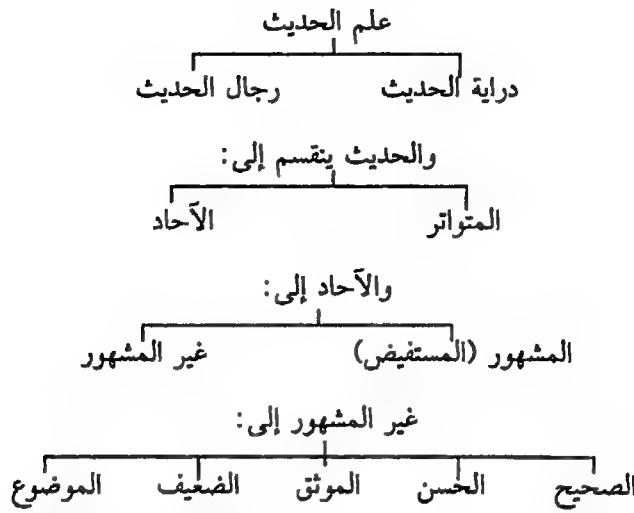 علم الحديث
دراية الحديث رجال الحديث
والحديث ينقسم إلى:
المتواتر الآحاد
والآحاد إلى:
المشهور (المستفيض) غير المشهور
غير المشهور إلى:
الصحيح الحسن الموثق الضعيف الموضوع